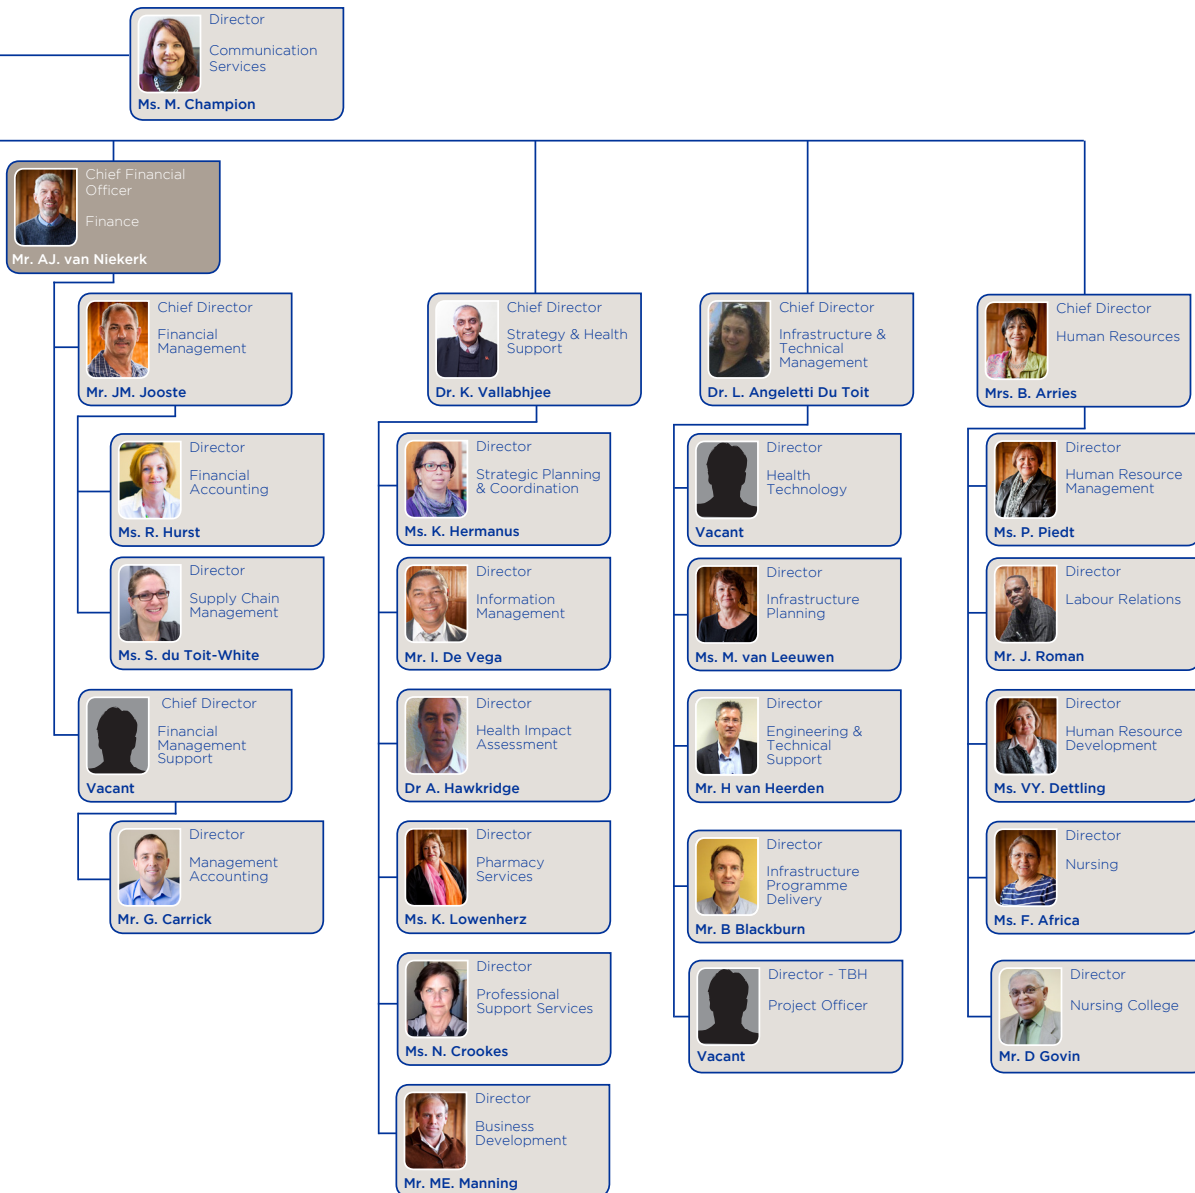 Director
Communication
Services
Ms. M. Champion
Chief Financial
Officer
Finance
Mr. AJ. van Niekerk
Chief Director
Financial
Management
Mr. JM. Jooste
Director
Financial
Accounting
Ms. R. Hurst
Director
Supply Chain
Management
Ms. S. du Toit-White
Chief Director
Financial
Management
Support
Vacant
Director
Management
Accounting
Mr. G. Carrick
Chief Director
Strategy & Health
Support
Dr. K. Vallabhjee
Director
Strategic Planning
& Coordination
Ms. K. Hermanus
Director
Information
Management
Mr. I. De Vega
Director
Health Impact
Assessment
Dr A. Hawkridge
Director
Pharmacy
Services
Ms. K. Lowenherz
Director
Professional
Support Services
Ms. N. Crookes
Director
Business
Development
Mr. ME. Manning
Chief Director
Infrastructure &
Technical
Management
Dr. L. Angeletti Du Toit
Director
Health
Technology
Vacant
Director
Infrastructure
Planning
Ms. M. van Leeuwen
Director
Engineering &
Technical
Support
Mr. H van Heerden
Director
Infrastructure
Programme
Delivery
Mr. B Blackburn
Director - TBH
Project Officer
Vacant
Chief Director
Human Resources
Mrs. B. Arries
Director
Human Resource
Management
Ms. P. Piedt
Director
Labour Relations
Mr. J. Roman
Director
Human Resource
Development
Ms. VY. Dettling
Director
Nursing
Ms. F. Africa
Director
Nursing College
Mr. D Govin